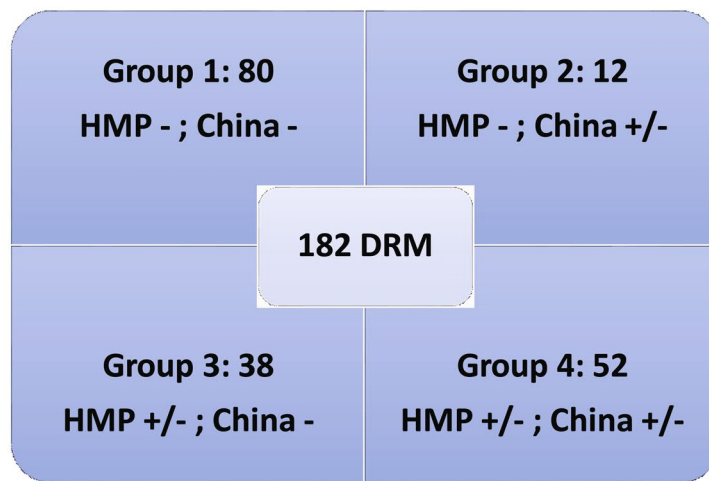 Group 1: 80
HMP - ; China -
Group 2: 12
HMP - ; China +/-
182 DRM
Group 3: 38
HMP +/- ; China -
Group 4: 52
HMP +/- ; China +/-